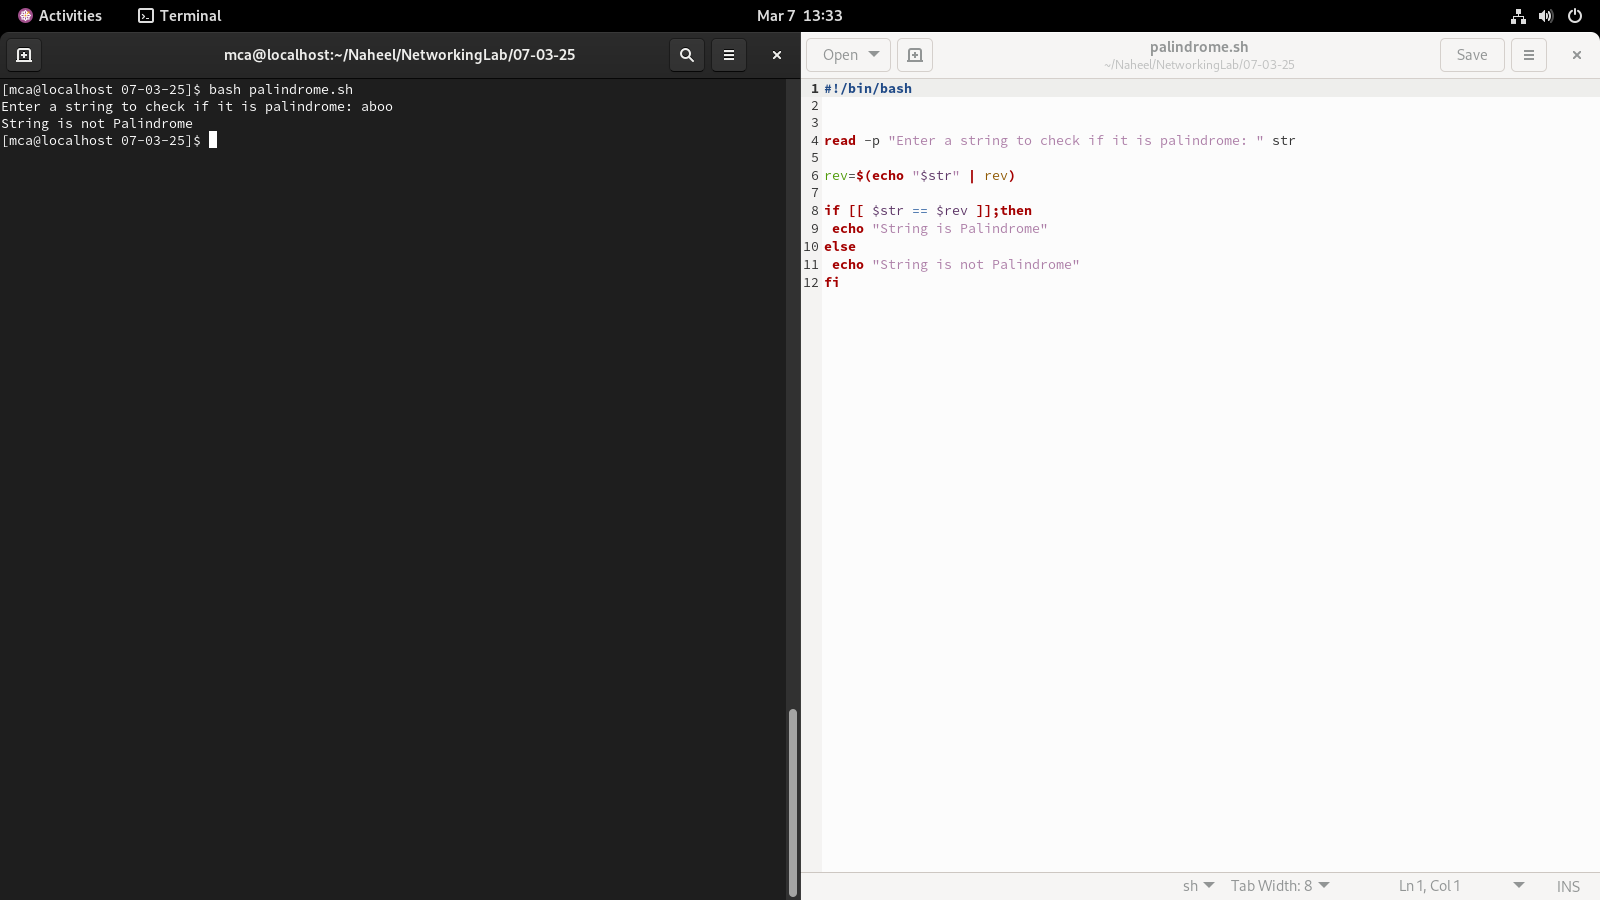 Activities Terminal Mar 7 13:33
mca@localhost:~/Naheel/NetworkingLab/07-03-25
[mca@localhost 07-03-25]$ bash palindrome.sh
Enter a string to check if it is palindrome: aboo
String is not Palindrome
[mca@localhost 07-03-25]$
Open palindrome.sh Save
~/Naheel/NetworkingLab/07-03-25
1 #!/bin/bash
2
3
4 read -p "Enter a string to check if it is palindrome: " str
5
6 rev=$(echo "$str" | rev)
7
8 if [[ $str == $rev ]];then
9  echo "String is Palindrome"
10 else
11  echo "String is not Palindrome"
12 fi
sh Tab Width: 8 Ln 1, Col 1 INS